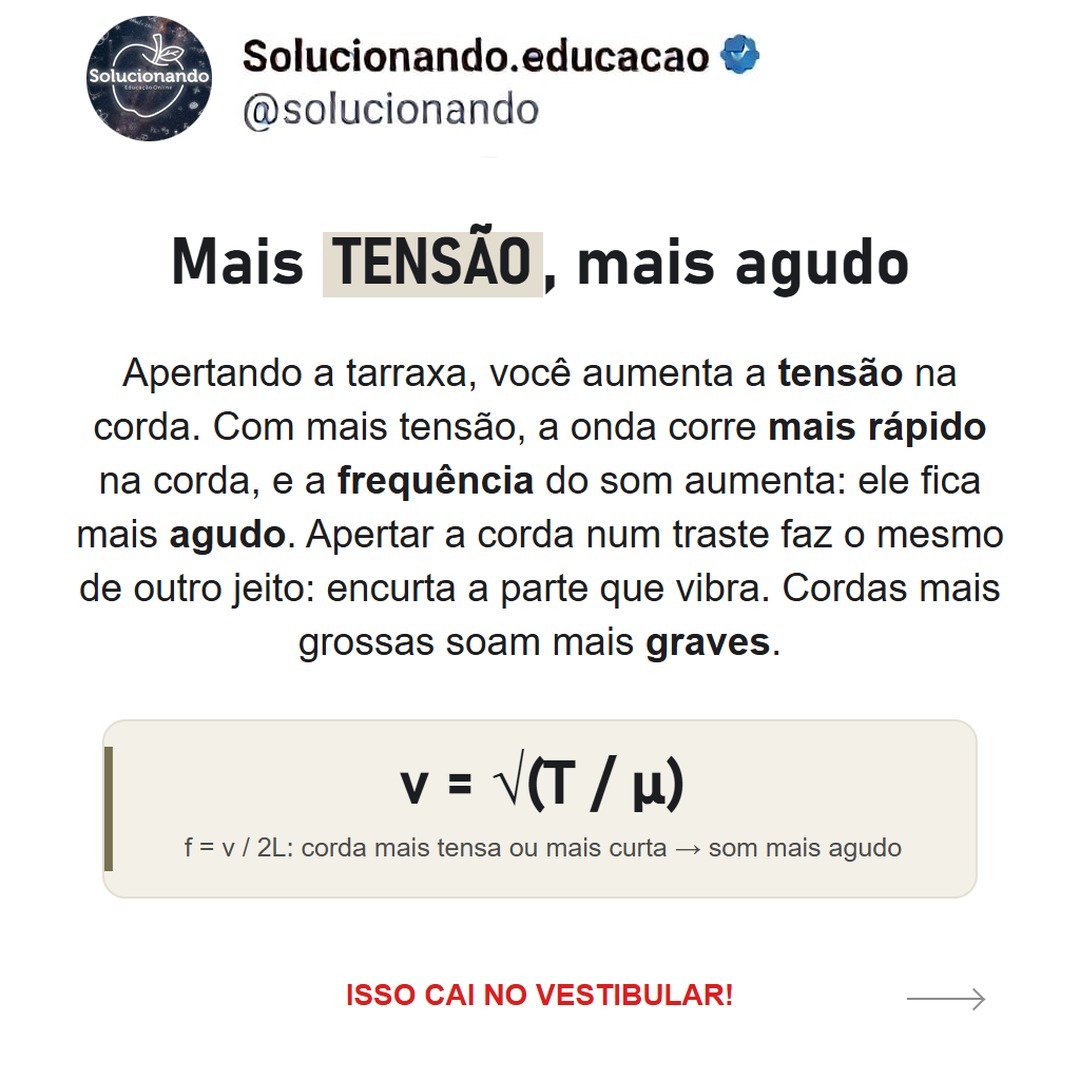 Solucionando
Educação Online
Solucionando.educacao
@solucionando
Mais TENSÃO, mais agudo
Apertando a tarraxa, você aumenta a tensão na
corda. Com mais tensão, a onda corre mais rápido
na corda, e a frequência do som aumenta: ele fica
mais agudo. Apertar a corda num traste faz o mesmo
de outro jeito: encurta a parte que vibra. Cordas mais
grossas soam mais graves.
v = √(T / μ)
f = v / 2L: corda mais tensa ou mais curta → som mais agudo
ISSO CAI NO VESTIBULAR!